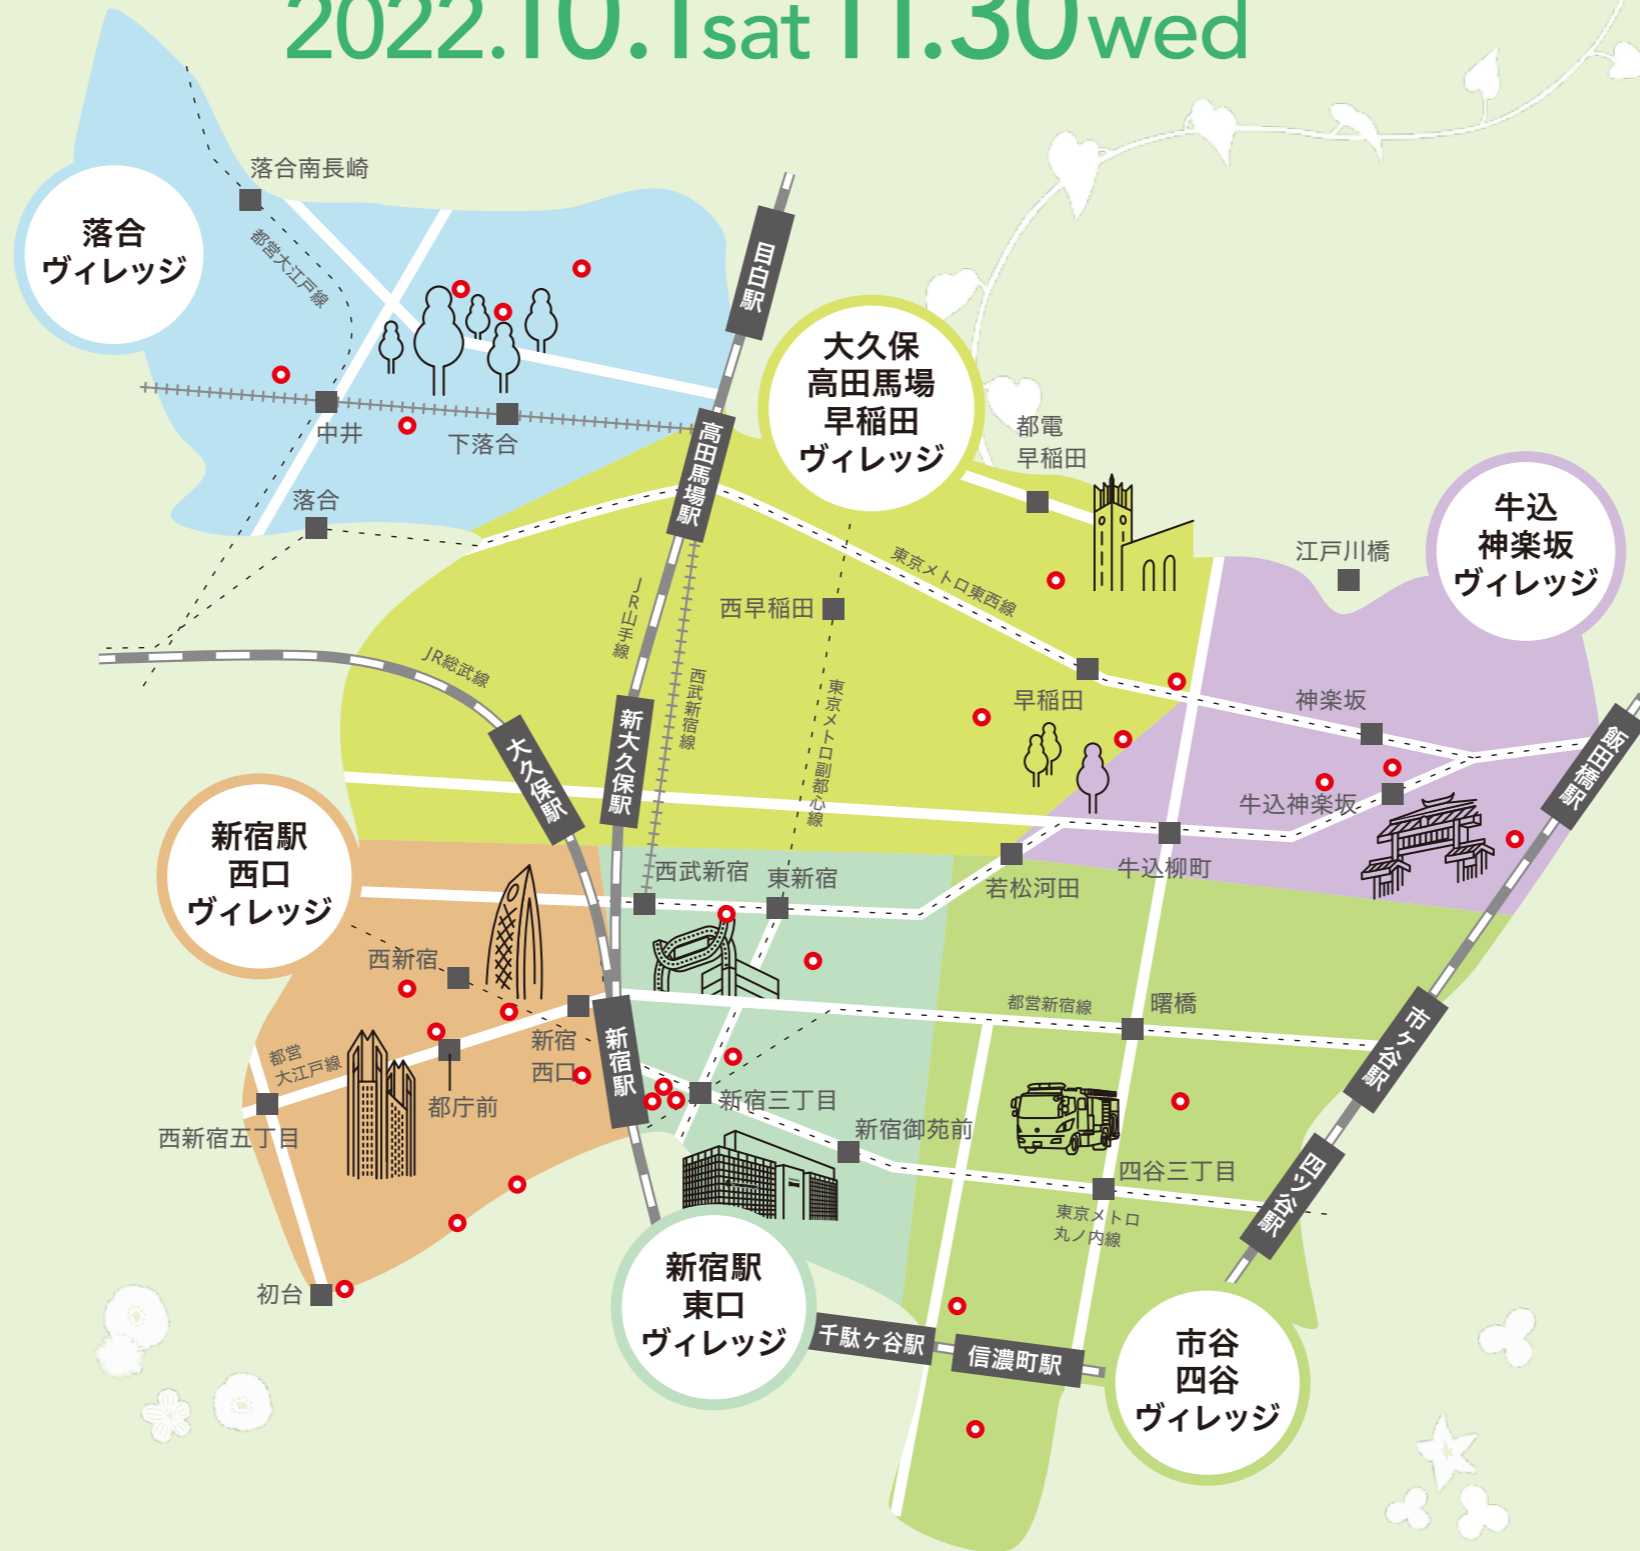 2022.10.1sat 11.30wed
落合南長崎
落合
ヴィレッジ
都営大江戸線
目白駅
大久保
高田馬場
早稲田
ヴィレッジ
中井
下落合
高田馬場駅
都電
早稲田
落合
牛込
神楽坂
ヴィレッジ
江戸川橋
東京メトロ東西線
JR山手線
西早稲田
JR総武線
西武新宿線
東京メトロ副都心線
早稲田
神楽坂
大久保駅
新大久保駅
飯田橋駅
牛込神楽坂
新宿駅
西口
ヴィレッジ
西武新宿
東新宿
若松河田
牛込柳町
西新宿
都営新宿線
曙橋
新宿
西口
新宿駅
市ヶ谷駅
都営
大江戸線
都庁前
新宿三丁目
西新宿五丁目
新宿御苑前
四谷三丁目
四ツ谷駅
東京メトロ
丸ノ内線
初台
新宿駅
東口
ヴィレッジ
千駄ヶ谷駅
信濃町駅
市谷
四谷
ヴィレッジ